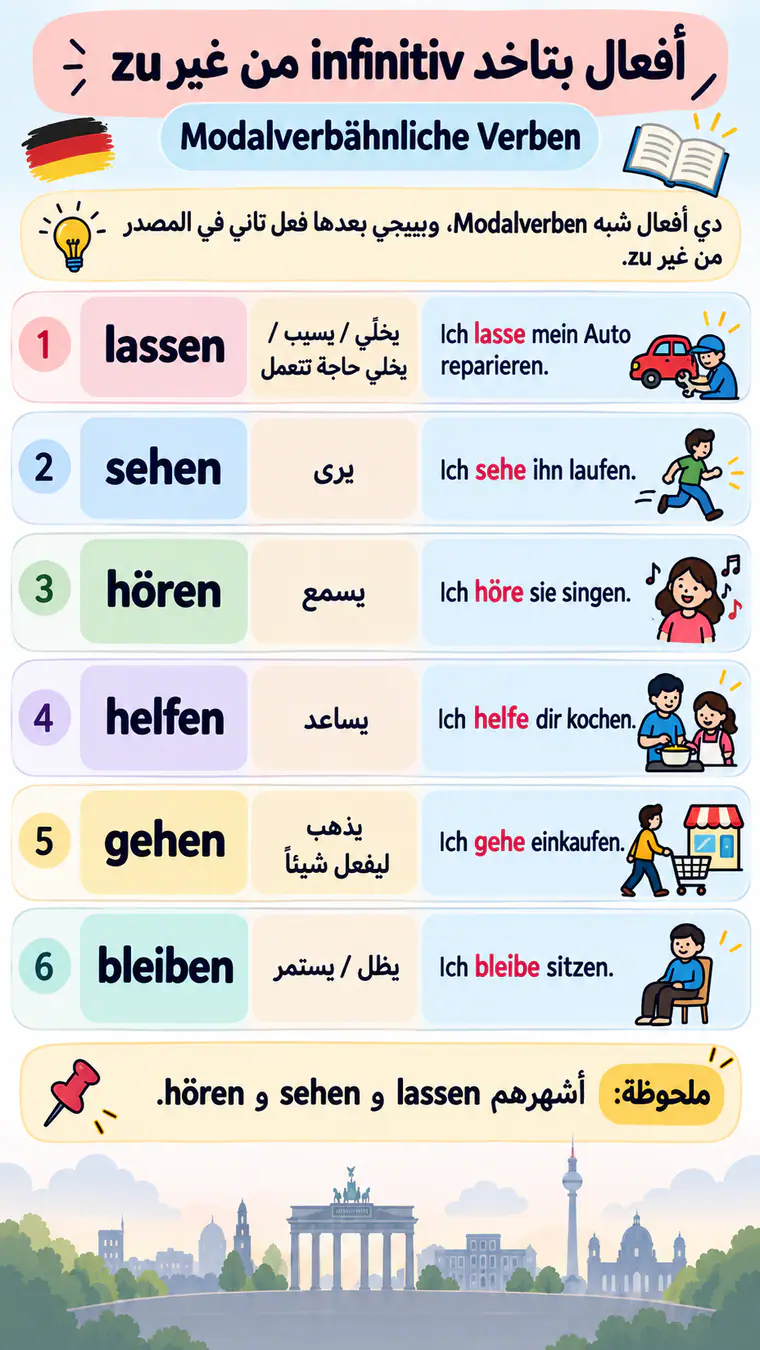 أفعال بتاخد infinitiv من غير zu
Modalverbähnliche Verben
دي أفعال شبه Modalverben، وبييجي بعدها فعل تاني في المصدر
من غير zu.
1
lassen
يخلّي / يسيب /
يخلي حاجة تتعمل
Ich lasse mein Auto
reparieren.
2
sehen
يرى
Ich sehe ihn laufen.
3
hören
يسمع
Ich höre sie singen.
4
helfen
يساعد
Ich helfe dir kochen.
5
gehen
يذهب
ليفعل شيئاً
Ich gehe einkaufen.
6
bleiben
يظل / يستمر
Ich bleibe sitzen.
ملحوظة: أشهرهم lassen و sehen و hören.